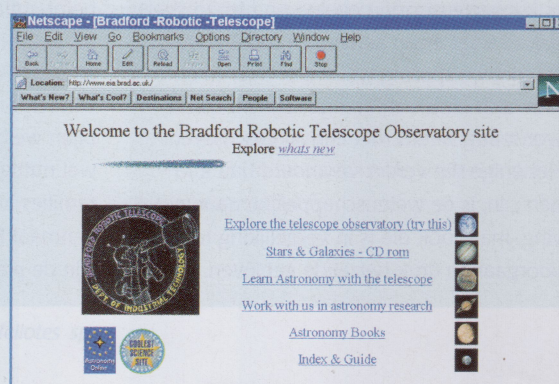 Netscape - [Bradford -Robotic -Telescope]
File Edit View Go Bookmarks Options Directory Window Help
Back Home Edit Reload Open Print Find Stop
Location: http://www.eia.brad.ac.uk/
What's New? What's Cool? Destinations Net Search People Software
N
Welcome to the Bradford Robotic Telescope Observatory site
Explore whats new
BRADFORD ROBOTIC TELESCOPE
DEPT. OF INDUSTRIAL TECHNOLOGY
Explore the telescope observatory (try this)
Stars & Galaxies - CD rom
Learn Astronomy with the telescope
Work with us in astronomy research
Astronomy Books
Index & Guide
COOLEST
SCIENCE
SITE